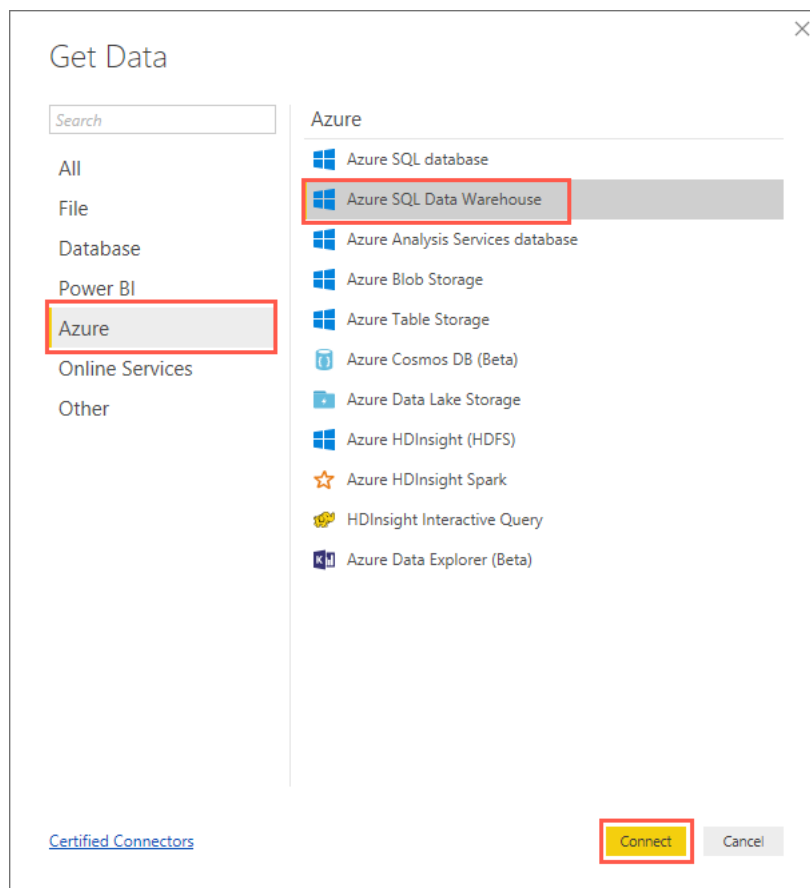 Get Data
Search
All
File
Database
Power BI
Azure
Online Services
Other
Azure
Azure SQL database
Azure SQL Data Warehouse
Azure Analysis Services database
Azure Blob Storage
Azure Table Storage
Azure Cosmos DB (Beta)
Azure Data Lake Storage
Azure HDInsight (HDFS)
Azure HDInsight Spark
HDInsight Interactive Query
Azure Data Explorer (Beta)
Certified Connectors
Connect
Cancel